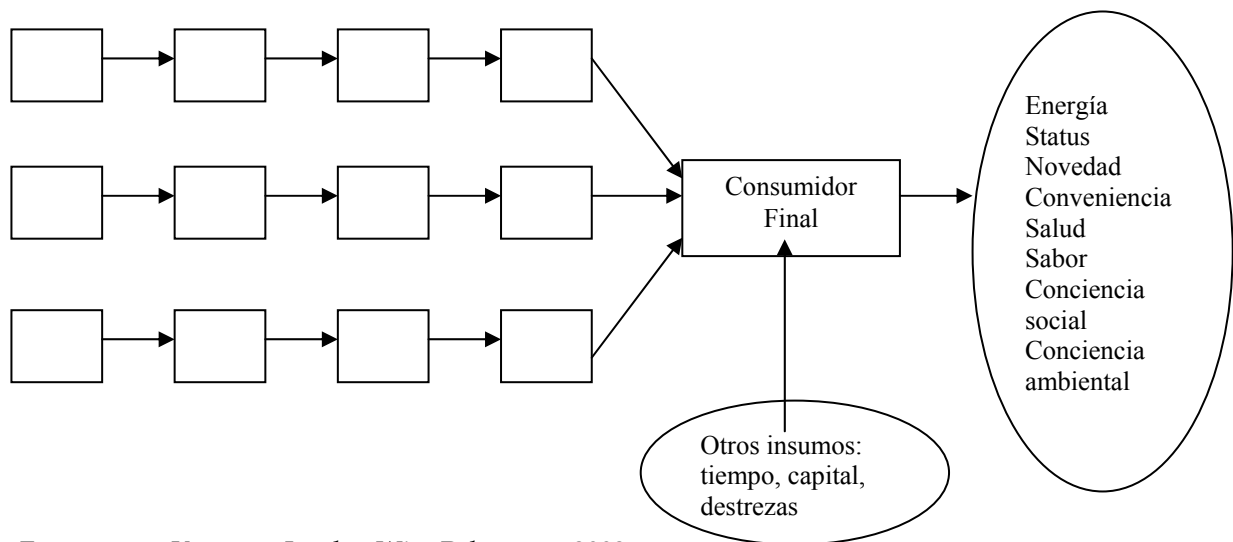 Consumidor
Final
Energía
Status
Novedad
Conveniencia
Salud
Sabor
Conciencia
social
Conciencia
ambiental
Otros insumos:
tiempo, capital,
destrezas